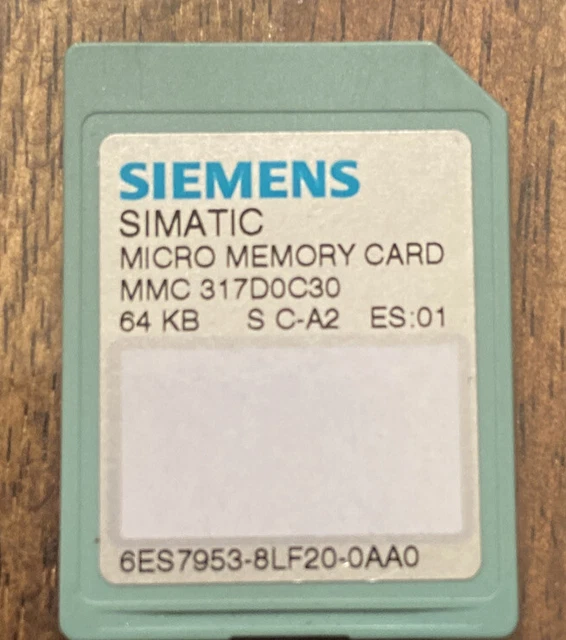 SIEMENS
SIMATIC
MICRO MEMORY CARD
MMC 317D0C30
64 KB S C-A2 ES:01
6ES7953-8LF20-0AA0